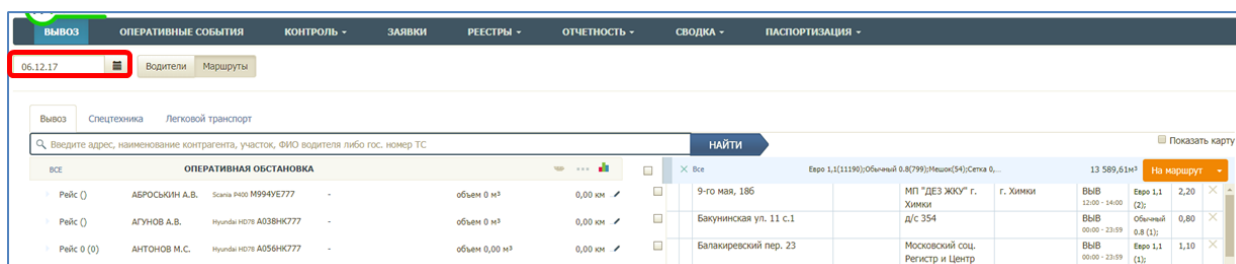 ВЫВОЗ ОПЕРАТИВНЫЕ СОБЫТИЯ КОНТРОЛЬ ЗАЯВКИ РЕЕСТРЫ ОТЧЕТНОСТЬ СВОДКА ПАСПОРТИЗАЦИЯ
06.12.17 Водители Маршруты
Вывоз Спецтехника Легковой транспорт
Введите адрес, наименование контрагента, участок, ФИО водителя либо гос. номер ТС НАЙТИ Показать карту
ВСЕ ОПЕРАТИВНАЯ ОБСТАНОВКА Все Евро 1,1(11190);Обычный 0.8(799);Мешок(54);Сетка 0,... 13 589,61м³ На маршрут
Рейс () АБРОСЬКИН А.В. Scania P400 М994УЕ777 - объем 0 м³ 0,00 км 9-го мая, 18б МП "ДЕЗ ЖКУ" г. Химки г. Химки ВЫВ 12:00 - 14:00 Евро 1,1 (2); 2,20
Рейс () АГУНОВ А.В. Hyundai HD78 А038НК777 - объем 0 м³ 0,00 км Бакунинская ул. 11 с.1 д/с 354 ВЫВ 00:00 - 23:59 Обычный 0.8 (1); 0,80
Рейс 0 (0) АНТОНОВ М.С. Hyundai HD78 А056НК777 - объем 0,00 м³ 0,00 км Балакиревский пер. 23 Московский соц. Регистр и Центр ВЫВ 00:00 - 23:59 Евро 1,1 (1); 1,10